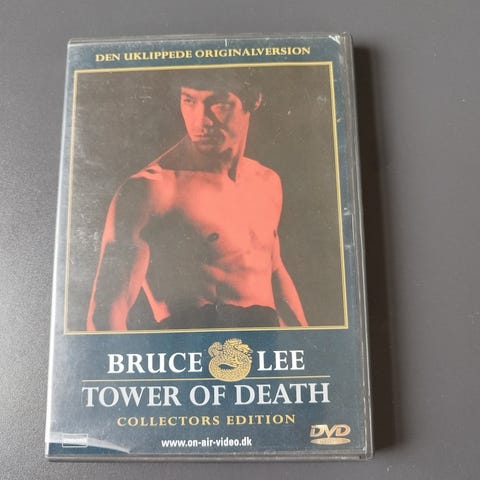 DEN UKLIPPEDE ORIGINALVERSION
BRUCE LEE
TOWER OF DEATH
COLLECTORS EDITION
www.on-air-video.dk
DVD